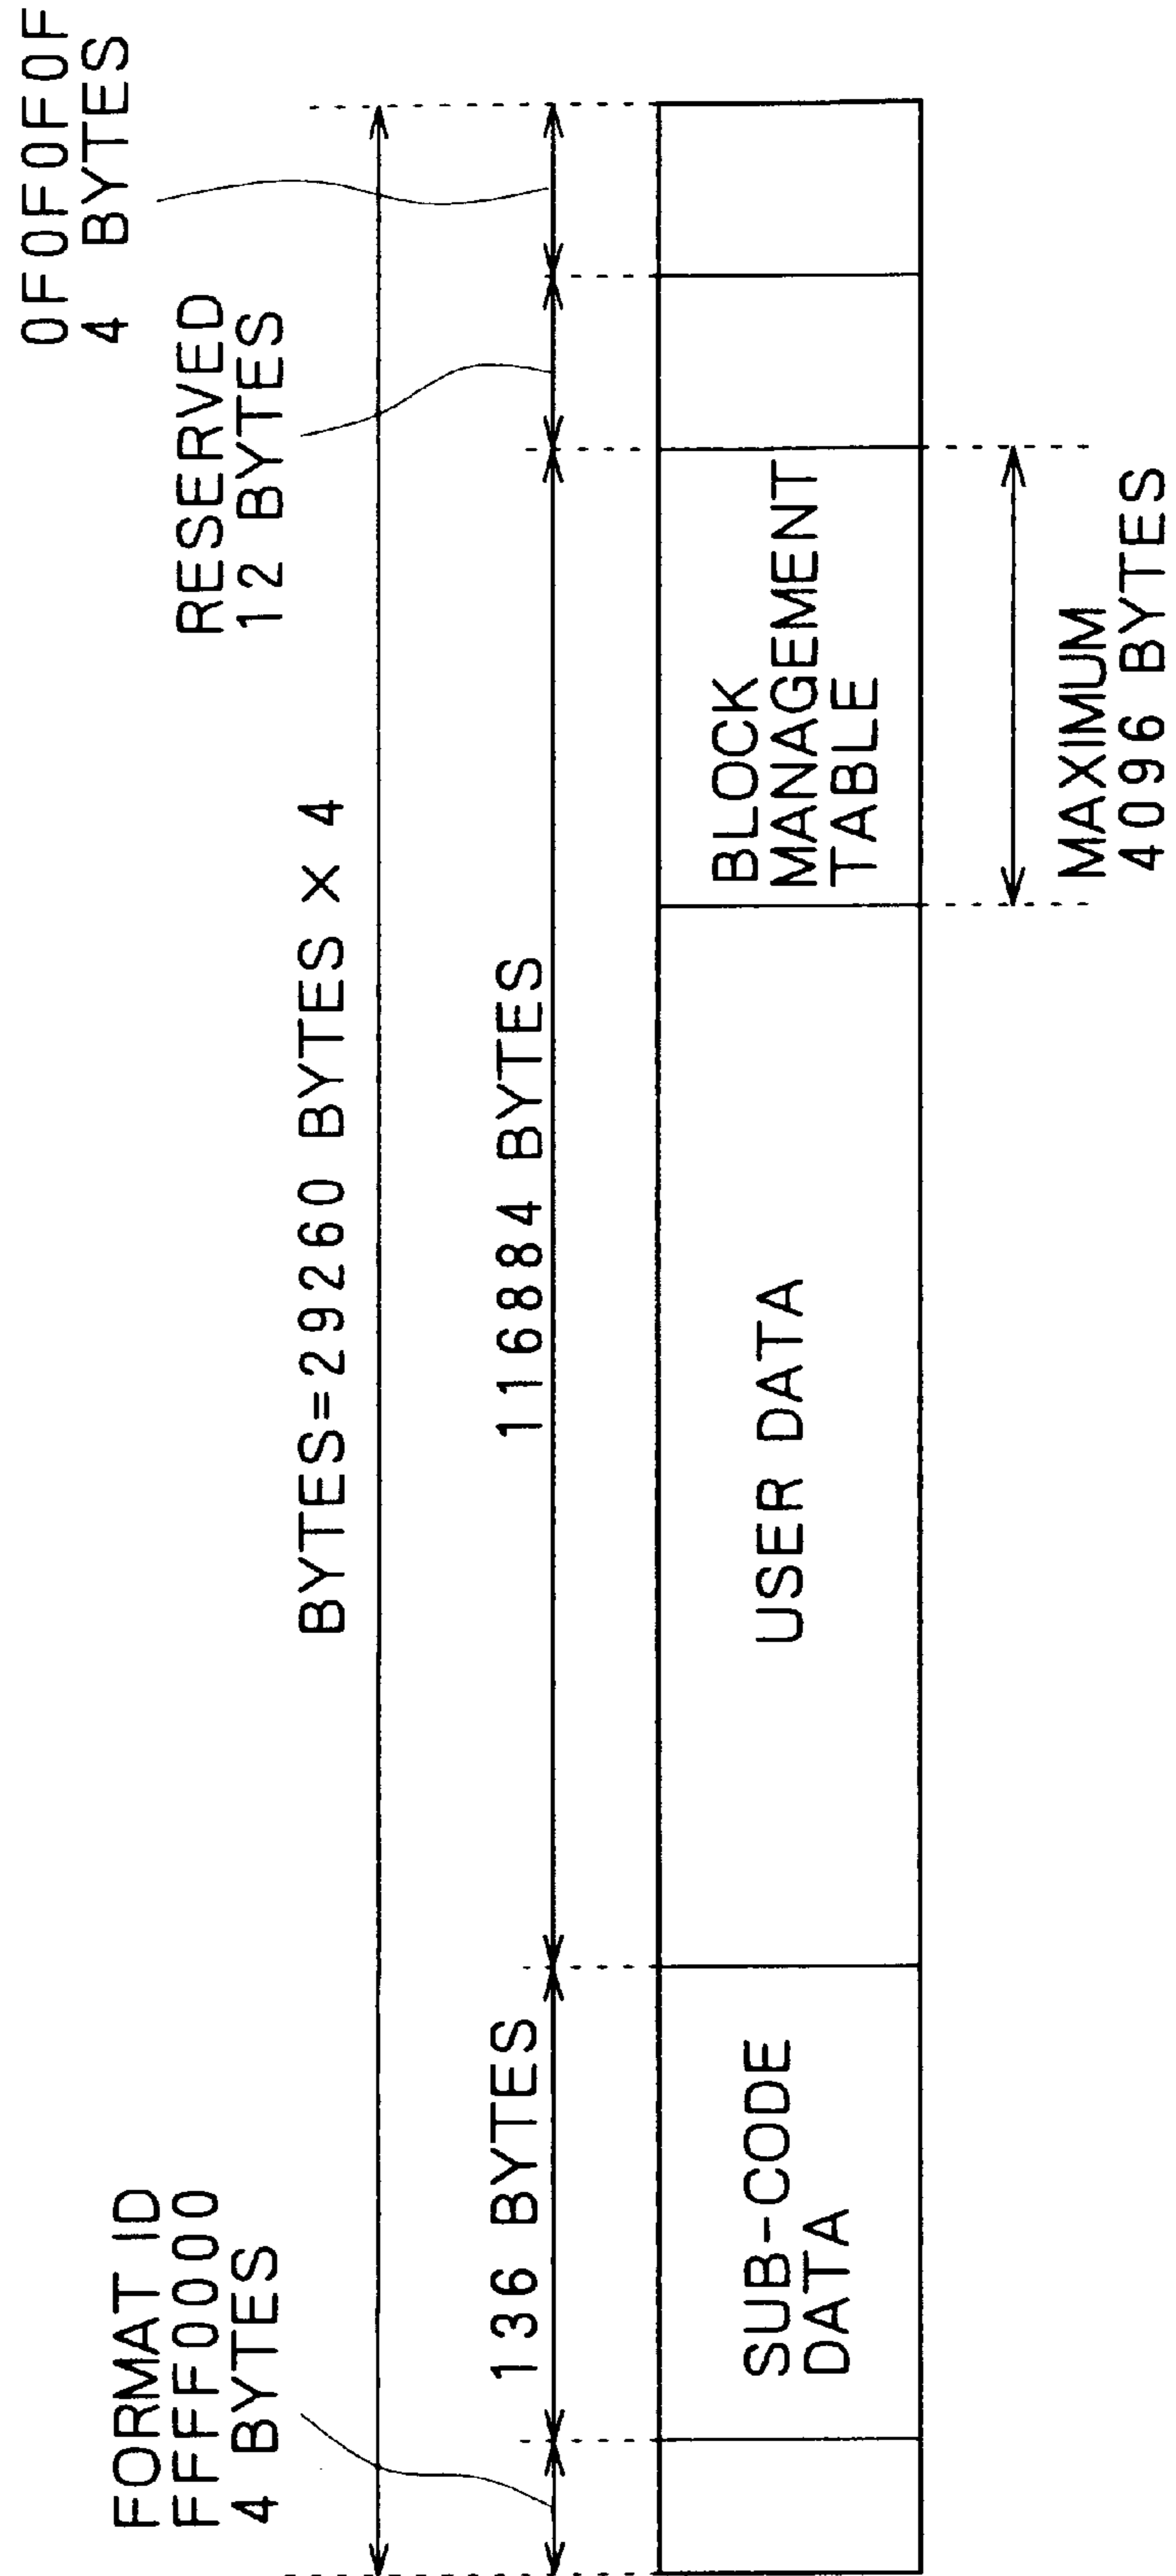 FORMAT ID
FFFF0000
4 BYTES
BYTES=29260 BYTES × 4
RESERVED
12 BYTES
0F0F0F0F
4 BYTES
136 BYTES
116884 BYTES
SUB-CODE
DATA
USER DATA
BLOCK
MANAGEMENT
TABLE
MAXIMUM
4096 BYTES